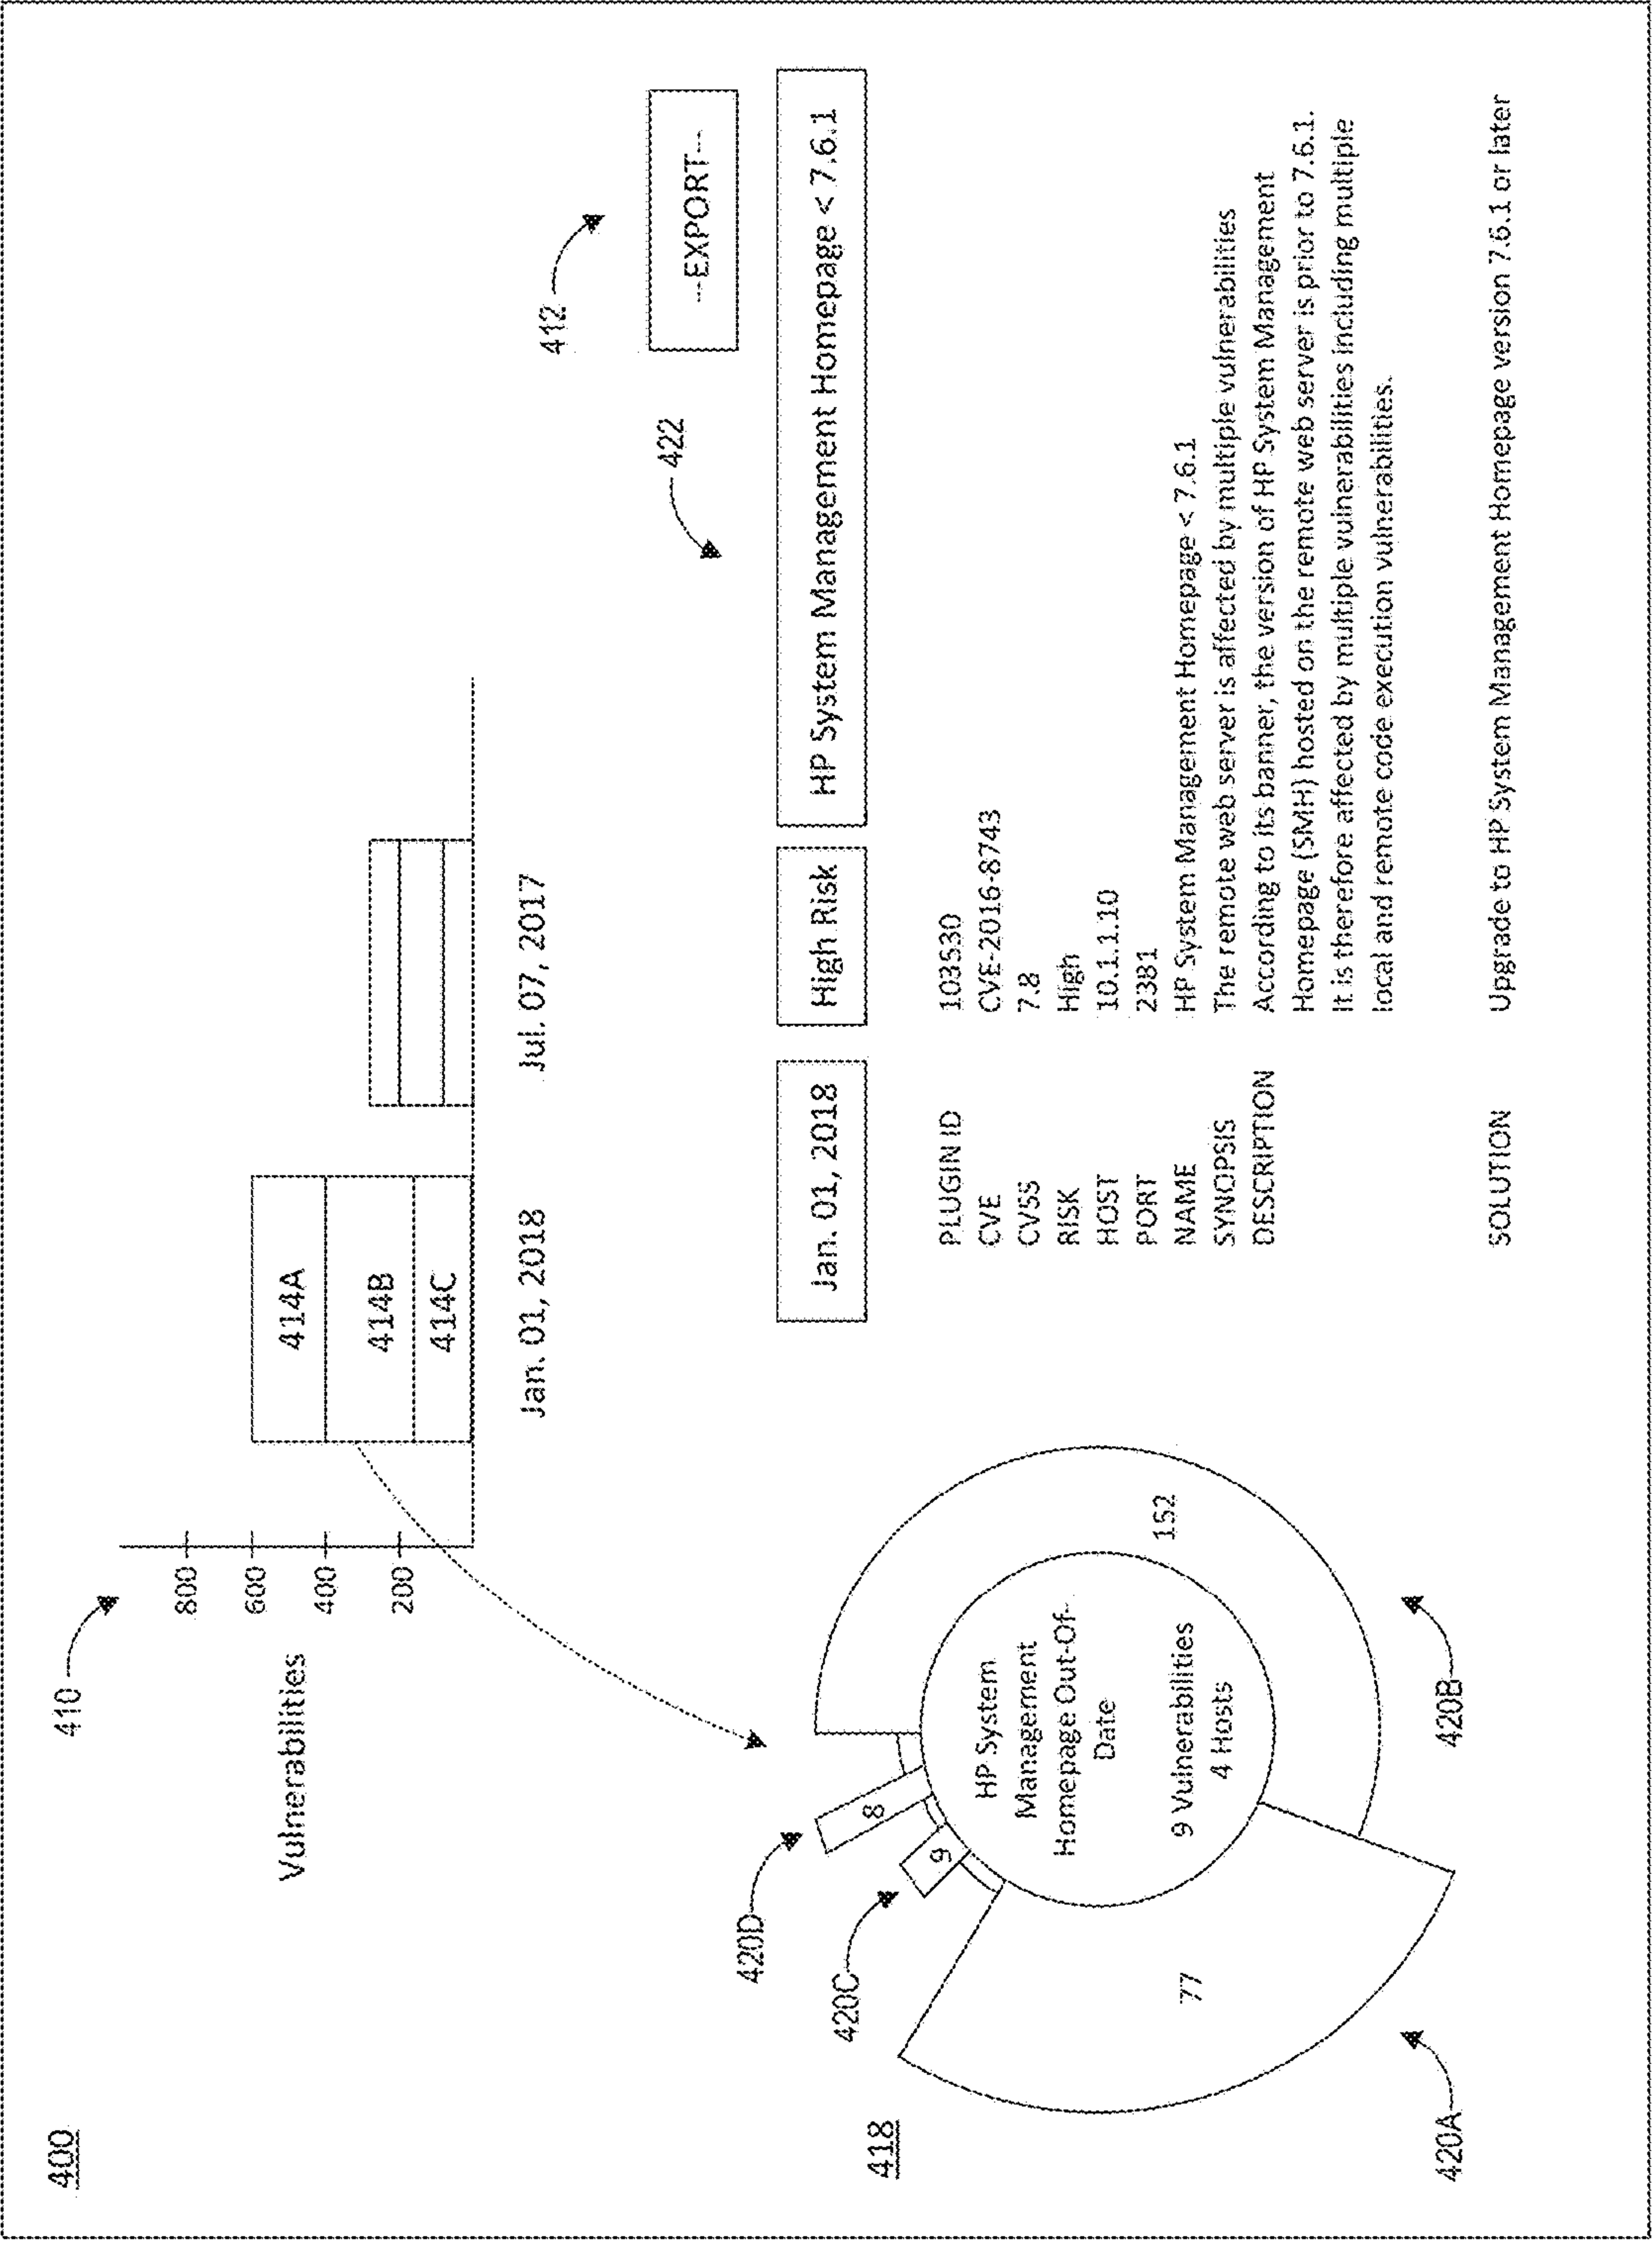 400
410
Vulnerabilities
800
600
400
200
414A
414B
414C
Jan. 01, 2018
Jul. 07, 2017
412
---EXPORT---
422
Jan. 01, 2018
High Risk
HP System Management Homepage < 7.6.1
418
420D
8
420C
9
HP System
Management
Homepage Out-Of-
Date
9 Vulnerabilities
4 Hosts
152
77
420A
420B
PLUGIN ID 103530
CVE CVE-2016-8743
CVSS 7.8
RISK High
HOST 10.1.1.10
PORT 2381
NAME HP System Management Homepage < 7.6.1
SYNOPSIS The remote web server is affected by multiple vulnerabilities
DESCRIPTION According to its banner, the version of HP System Management
Homepage (SMH) hosted on the remote web server is prior to 7.6.1.
It is therefore affected by multiple vulnerabilities including multiple
local and remote code execution vulnerabilities.
SOLUTION Upgrade to HP System Management Homepage version 7.6.1 or later